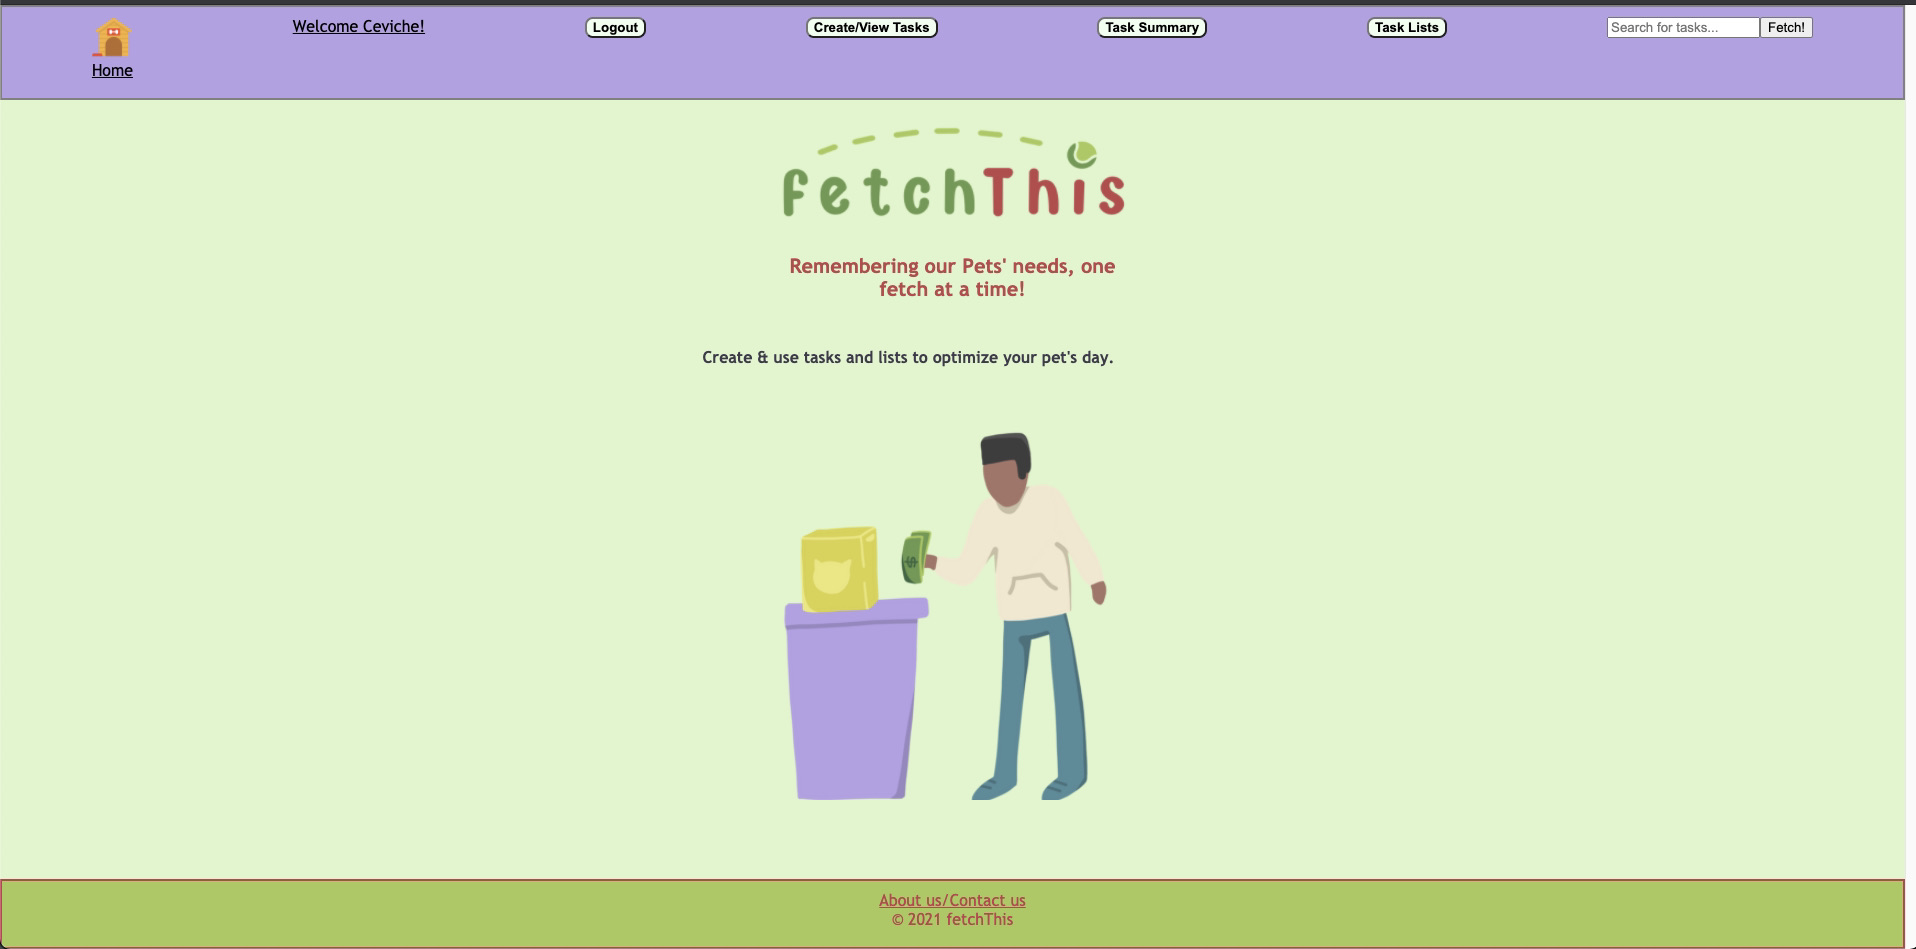 Welcome Ceviche!
Logout
Create/View Tasks
Task Summary
Task Lists
Search for tasks...
Fetch!
Home
fetchThis
Remembering our Pets' needs, one
fetch at a time!
Create & use tasks and lists to optimize your pet's day.
$
About us/Contact us
© 2021 fetchThis